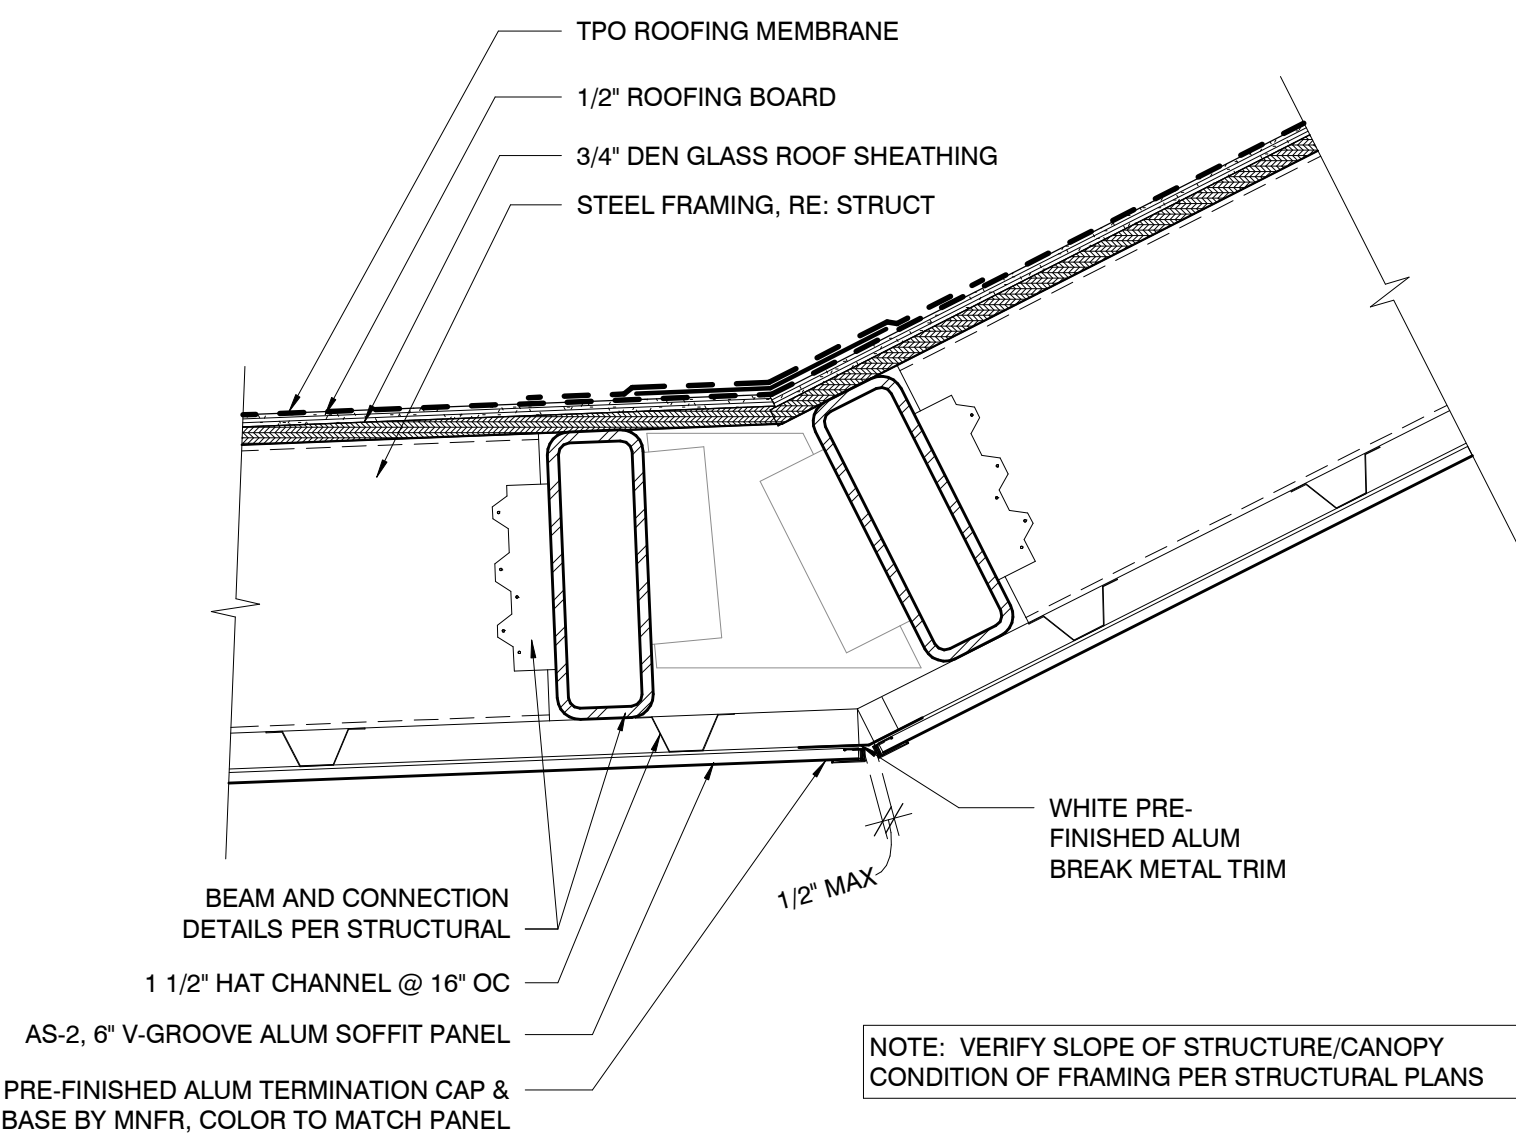 TPO ROOFING MEMBRANE
1/2" ROOFING BOARD
3/4" DEN GLASS ROOF SHEATHING
STEEL FRAMING, RE: STRUCT
WHITE PRE-
FINISHED ALUM
BREAK METAL TRIM
1/2" MAX
BEAM AND CONNECTION
DETAILS PER STRUCTURAL
1 1/2" HAT CHANNEL @ 16" OC
AS-2, 6" V-GROOVE ALUM SOFFIT PANEL
PRE-FINISHED ALUM TERMINATION CAP &
BASE BY MNFR, COLOR TO MATCH PANEL
NOTE:  VERIFY SLOPE OF STRUCTURE/CANOPY
CONDITION OF FRAMING PER STRUCTURAL PLANS